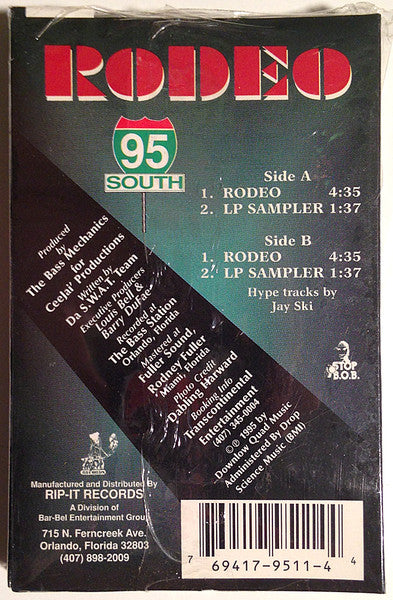 RODEO
95
SOUTH
Side A
1. RODEO 4:35
2. LP SAMPLER 1:37
Side B
1. RODEO 4:35
2. LP SAMPLER 1:37
Hype tracks by
Jay Ski
STOP
B.O.B.
Produced
by
The Bass Mechanics
for
Ceejai Productions
Written by
Da S.W.A.T. Team
Executive Producers
Louis Bell &
Barry DuFae'
Recorded at
The Bass Station
Orlando, Florida
Mastered at
Fuller Sound,
Rodney Fuller
Miami, Florida
Photo Credit
Darling Harward
Booking Info
Transcontinental
Entertainment
(407) 345-0004
©℗ 1995 by
Downlow Quad Music
Administered By Drop
Science Music (BMI)
RIP-IT
Manufactured and Distributed By
RIP-IT RECORDS
A Division of
Bar-Bel Entertainment Group
715 N. Ferncreek Ave.
Orlando, Florida 32803
(407) 898-2009
7 69417-9511-4 4